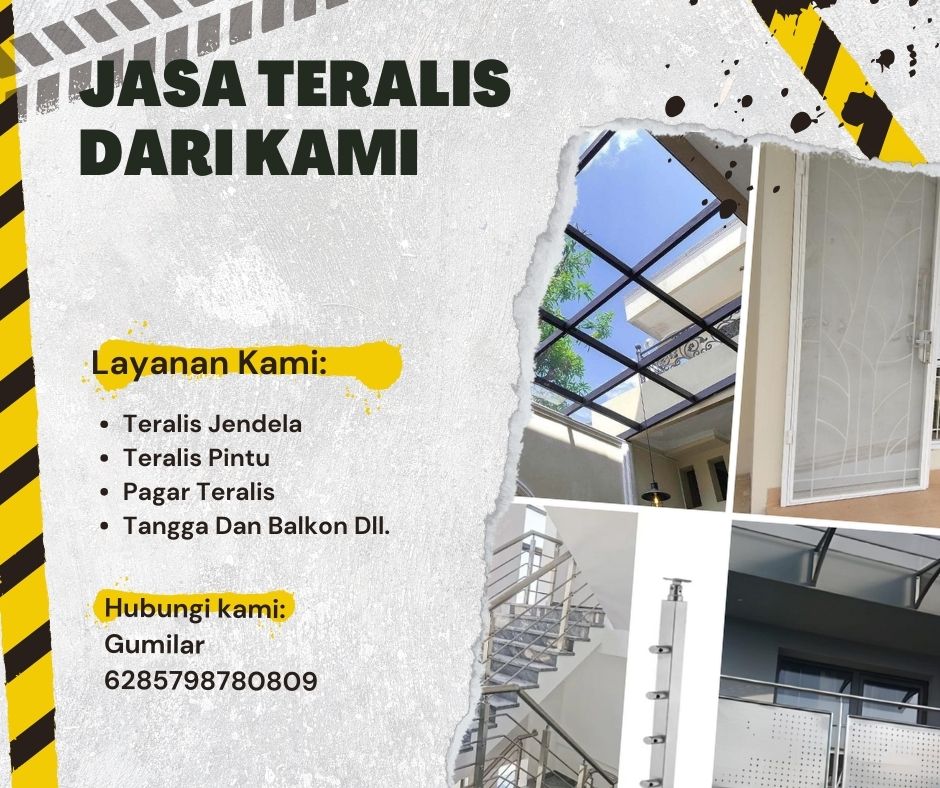 JASA TERALIS
DARI KAMI
Layanan Kami:
• Teralis Jendela
• Teralis Pintu
• Pagar Teralis
• Tangga Dan Balkon Dll.
Hubungi kami:
Gumilar
6285798780809